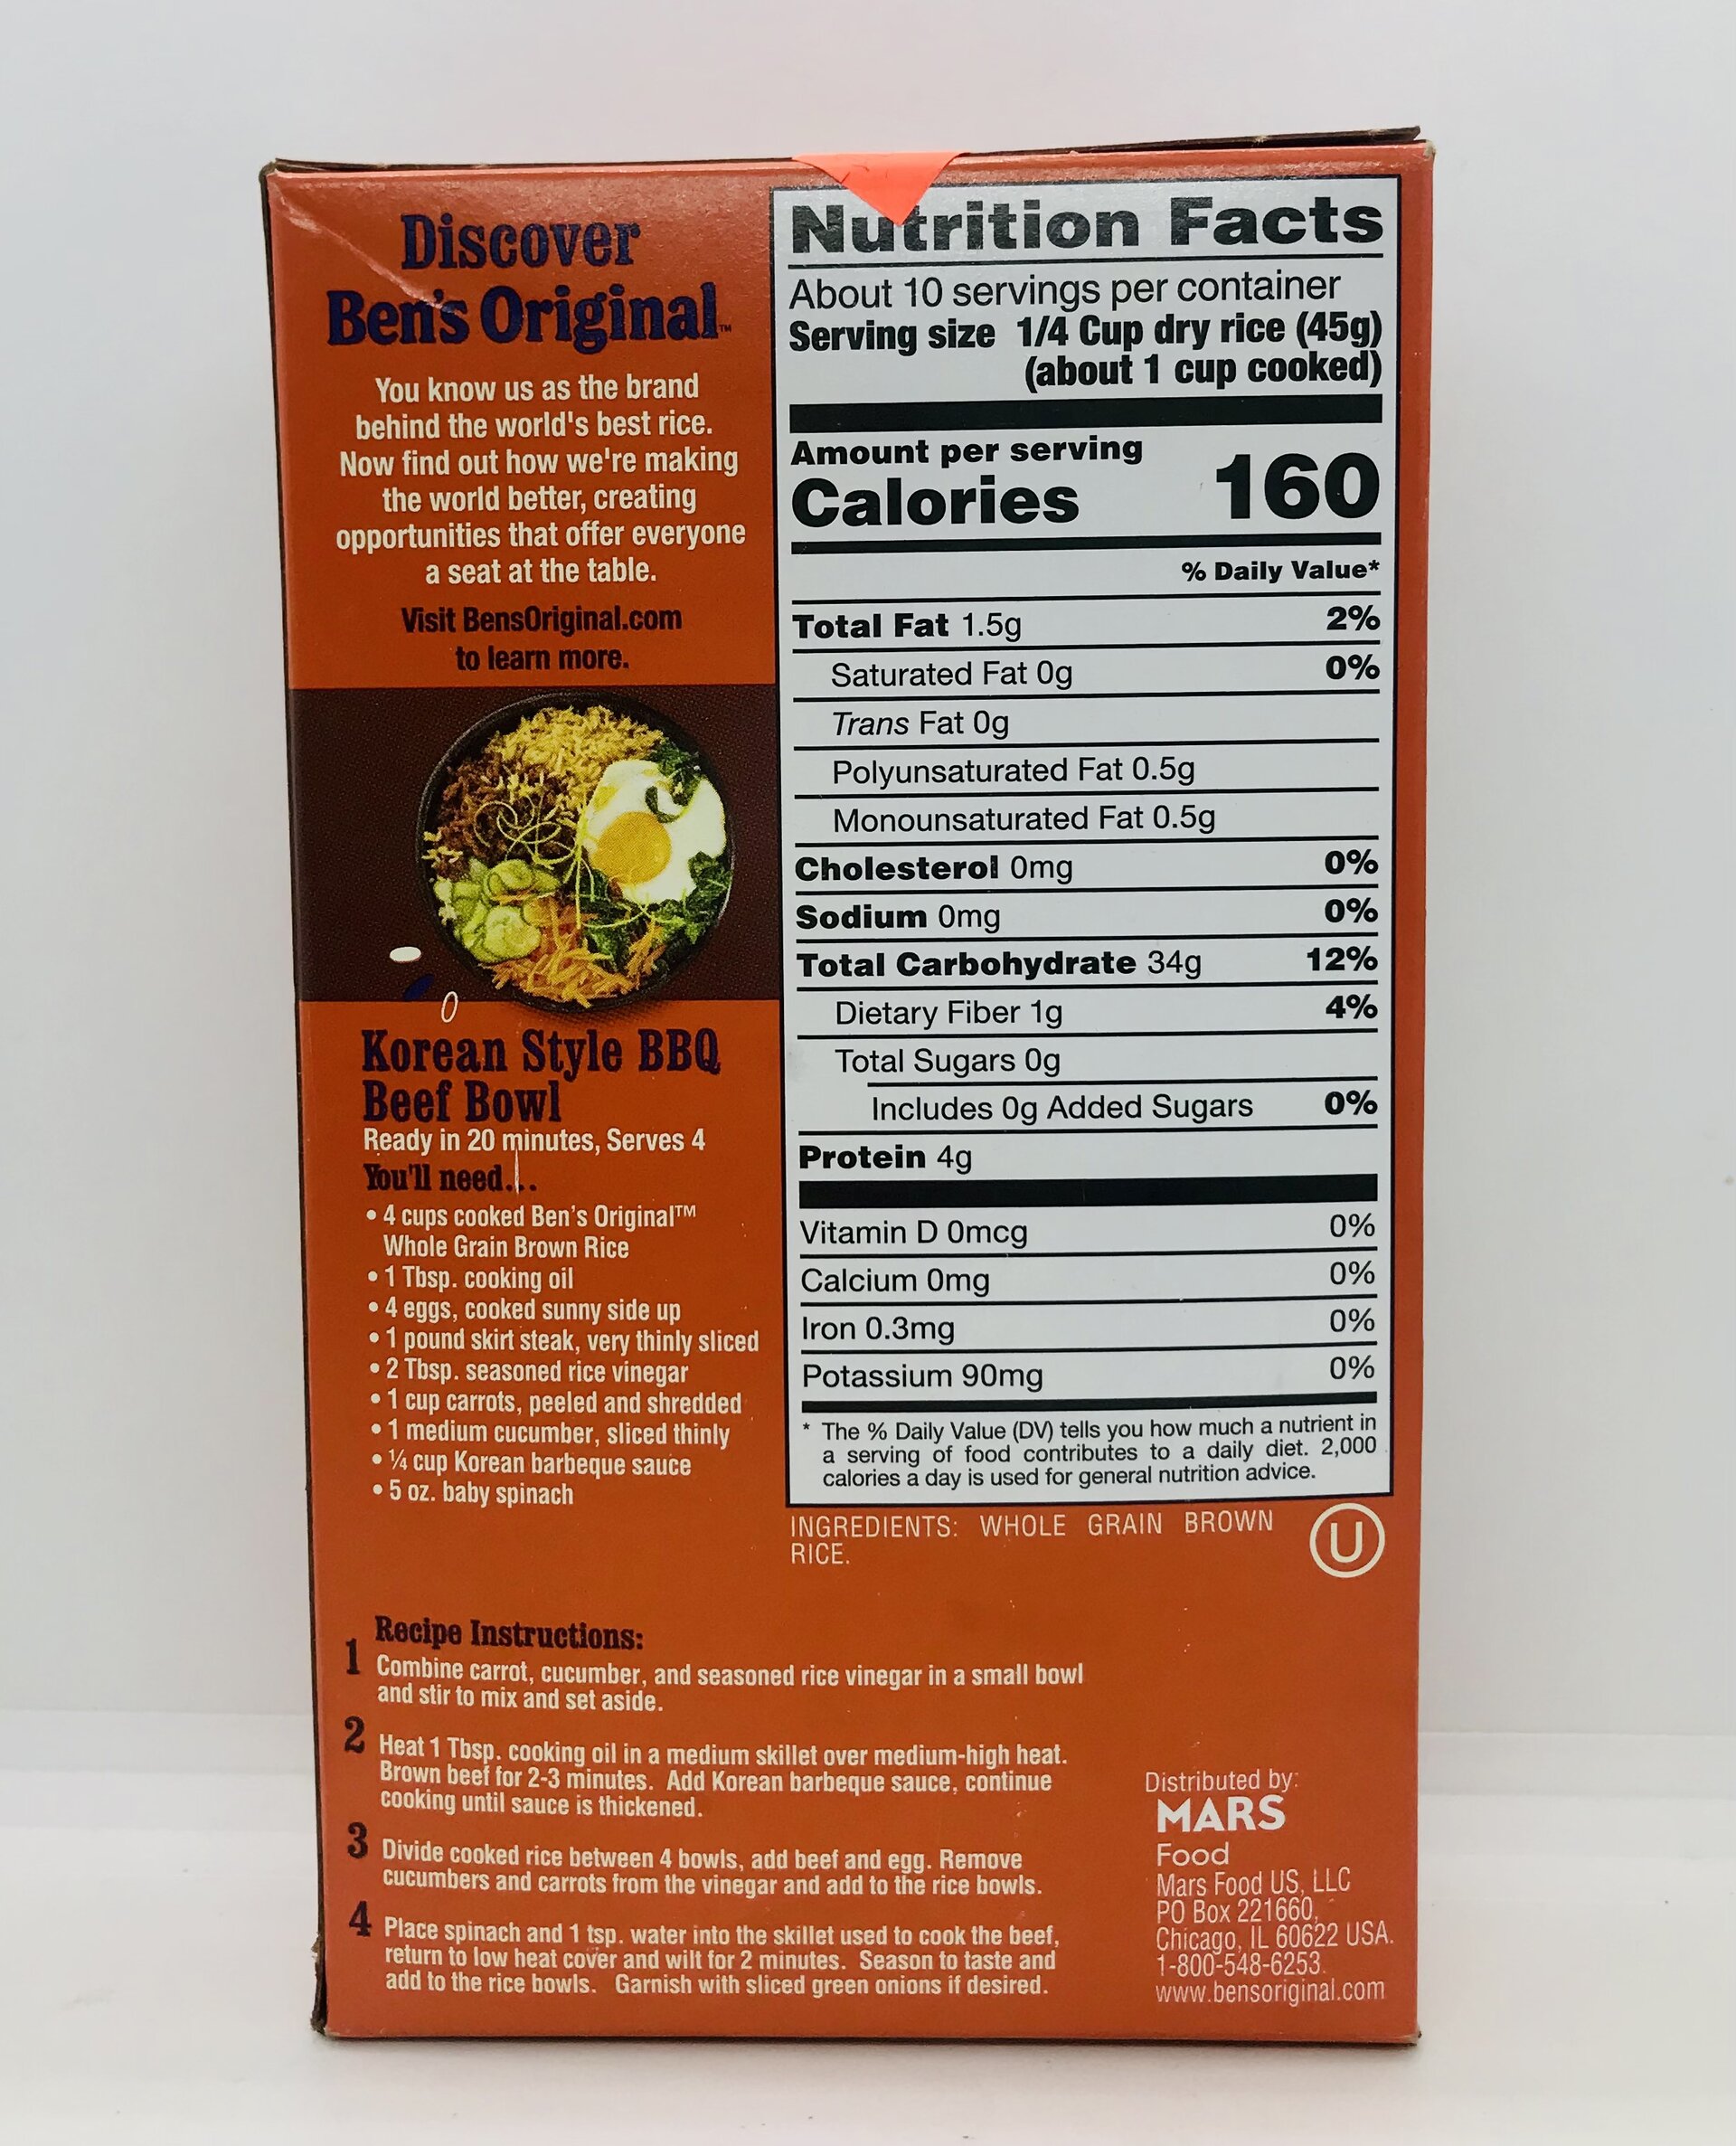 Discover
Ben's Original™
You know us as the brand
behind the world's best rice.
Now find out how we're making
the world better, creating
opportunities that offer everyone
a seat at the table.
Visit BensOriginal.com
to learn more.
Korean Style BBQ
Beef Bowl
Ready in 20 minutes, Serves 4
You'll need...
• 4 cups cooked Ben's Original™
Whole Grain Brown Rice
• 1 Tbsp. cooking oil
• 4 eggs, cooked sunny side up
• 1 pound skirt steak, very thinly sliced
• 2 Tbsp. seasoned rice vinegar
• 1 cup carrots, peeled and shredded
• 1 medium cucumber, sliced thinly
• ¼ cup Korean barbeque sauce
• 5 oz. baby spinach
Nutrition Facts
About 10 servings per container
Serving size 1/4 Cup dry rice (45g)
(about 1 cup cooked)
Amount per serving
Calories 160
% Daily Value*
Total Fat 1.5g 2%
Saturated Fat 0g 0%
Trans Fat 0g
Polyunsaturated Fat 0.5g
Monounsaturated Fat 0.5g
Cholesterol 0mg 0%
Sodium 0mg 0%
Total Carbohydrate 34g 12%
Dietary Fiber 1g 4%
Total Sugars 0g
Includes 0g Added Sugars 0%
Protein 4g
Vitamin D 0mcg 0%
Calcium 0mg 0%
Iron 0.3mg 0%
Potassium 90mg 0%
* The % Daily Value (DV) tells you how much a nutrient in
a serving of food contributes to a daily diet. 2,000
calories a day is used for general nutrition advice.
INGREDIENTS: WHOLE GRAIN BROWN
RICE.
U
Recipe Instructions:
1 Combine carrot, cucumber, and seasoned rice vinegar in a small bowl
and stir to mix and set aside.
2 Heat 1 Tbsp. cooking oil in a medium skillet over medium-high heat.
Brown beef for 2-3 minutes. Add Korean barbeque sauce, continue
cooking until sauce is thickened.
3 Divide cooked rice between 4 bowls, add beef and egg. Remove
cucumbers and carrots from the vinegar and add to the rice bowls.
4 Place spinach and 1 tsp. water into the skillet used to cook the beef,
return to low heat cover and wilt for 2 minutes. Season to taste and
add to the rice bowls. Garnish with sliced green onions if desired.
Distributed by:
MARS
Food
Mars Food US, LLC
PO Box 221660,
Chicago, IL 60622 USA.
1-800-548-6253.
www.bensoriginal.com